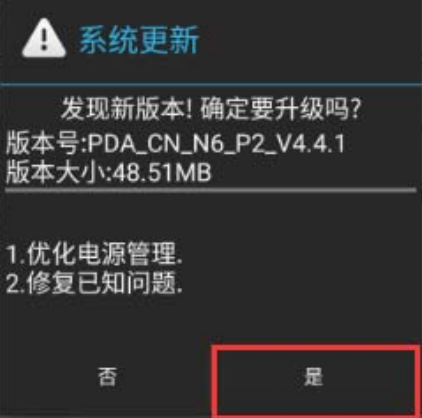 系统更新
发现新版本! 确定要升级吗?
版本号:PDA_CN_N6_P2_V4.4.1
版本大小:48.51MB
1.优化电源管理.
2.修复已知问题.
否 是